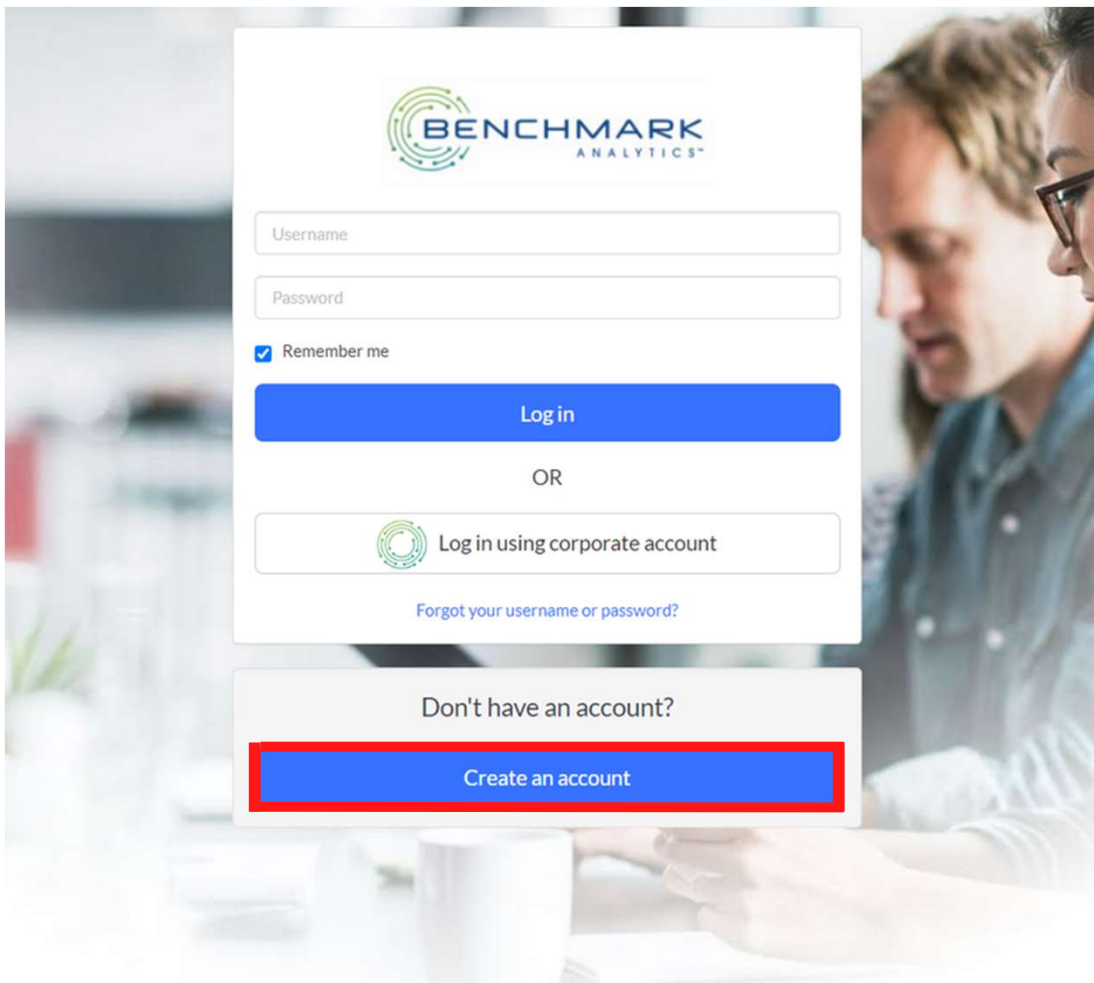 BENCHMARK
ANALYTICS™
Username
Password
Remember me
Log in
OR
Log in using corporate account
Forgot your username or password?
Don't have an account?
Create an account